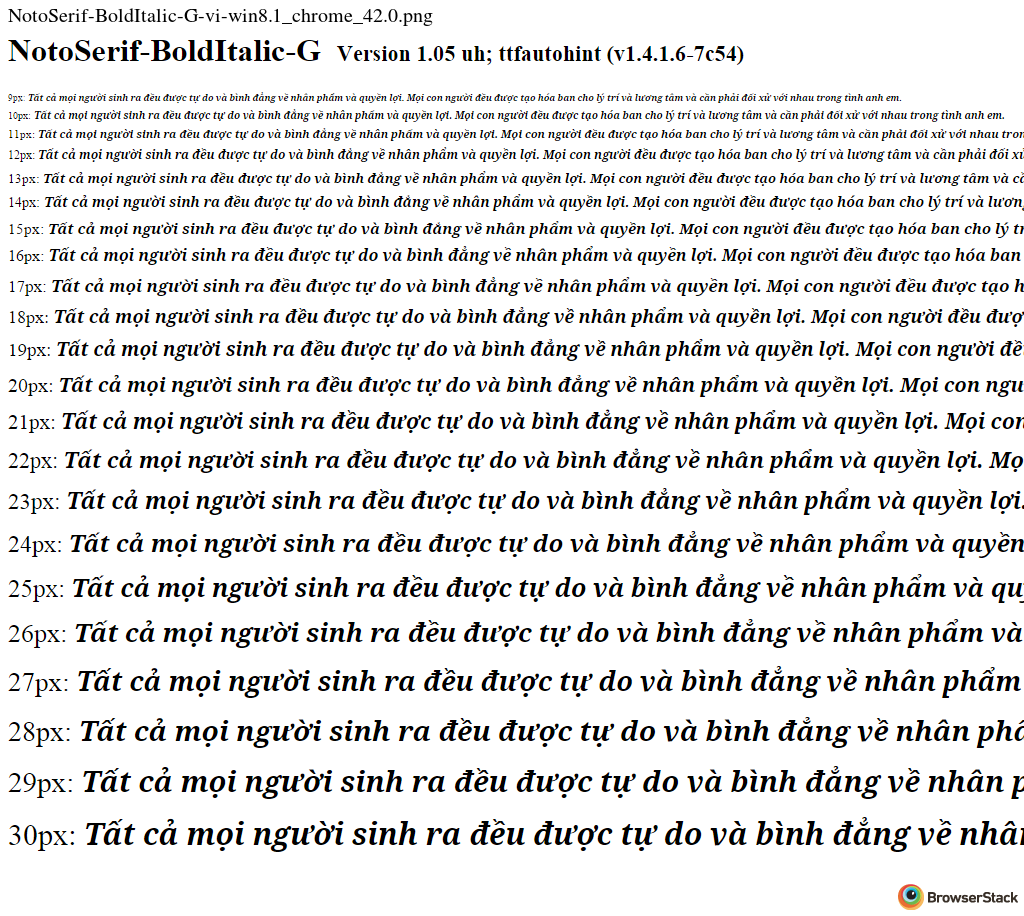 NotoSerif-BoldItalic-G-vi-win8.1_chrome_42.0.png
NotoSerif-BoldItalic-G Version 1.05 uh; ttfautohint (v1.4.1.6-7c54)
9px: Tất cả mọi người sinh ra đều được tự do và bình đẳng về nhân phẩm và quyền lợi. Mọi con người đều được tạo hóa ban cho lý trí và lương tâm và cần phải đối xử với nhau trong tình anh em.
10px: Tất cả mọi người sinh ra đều được tự do và bình đẳng về nhân phẩm và quyền lợi. Mọi con người đều được tạo hóa ban cho lý trí và lương tâm và cần phải đối xử với nhau trong tình anh em.
11px: Tất cả mọi người sinh ra đều được tự do và bình đẳng về nhân phẩm và quyền lợi. Mọi con người đều được tạo hóa ban cho lý trí và lương tâm và cần phải đối xử với nhau tron
12px: Tất cả mọi người sinh ra đều được tự do và bình đẳng về nhân phẩm và quyền lợi. Mọi con người đều được tạo hóa ban cho lý trí và lương tâm và cần phải đối xử
13px: Tất cả mọi người sinh ra đều được tự do và bình đẳng về nhân phẩm và quyền lợi. Mọi con người đều được tạo hóa ban cho lý trí và lương tâm và cầ
14px: Tất cả mọi người sinh ra đều được tự do và bình đẳng về nhân phẩm và quyền lợi. Mọi con người đều được tạo hóa ban cho lý trí và lươn
15px: Tất cả mọi người sinh ra đều được tự do và bình đẳng về nhân phẩm và quyền lợi. Mọi con người đều được tạo hóa ban cho lý tr
16px: Tất cả mọi người sinh ra đều được tự do và bình đẳng về nhân phẩm và quyền lợi. Mọi con người đều được tạo hóa ban
17px: Tất cả mọi người sinh ra đều được tự do và bình đẳng về nhân phẩm và quyền lợi. Mọi con người đều được tạo h
18px: Tất cả mọi người sinh ra đều được tự do và bình đẳng về nhân phẩm và quyền lợi. Mọi con người đều đượ
19px: Tất cả mọi người sinh ra đều được tự do và bình đẳng về nhân phẩm và quyền lợi. Mọi con người đề
20px: Tất cả mọi người sinh ra đều được tự do và bình đẳng về nhân phẩm và quyền lợi. Mọi con ngư
21px: Tất cả mọi người sinh ra đều được tự do và bình đẳng về nhân phẩm và quyền lợi. Mọi con
22px: Tất cả mọi người sinh ra đều được tự do và bình đẳng về nhân phẩm và quyền lợi. Mọ
23px: Tất cả mọi người sinh ra đều được tự do và bình đẳng về nhân phẩm và quyền lợi.
24px: Tất cả mọi người sinh ra đều được tự do và bình đẳng về nhân phẩm và quyền
25px: Tất cả mọi người sinh ra đều được tự do và bình đẳng về nhân phẩm và quy
26px: Tất cả mọi người sinh ra đều được tự do và bình đẳng về nhân phẩm và
27px: Tất cả mọi người sinh ra đều được tự do và bình đẳng về nhân phẩm
28px: Tất cả mọi người sinh ra đều được tự do và bình đẳng về nhân phẩ
29px: Tất cả mọi người sinh ra đều được tự do và bình đẳng về nhân p
30px: Tất cả mọi người sinh ra đều được tự do và bình đẳng về nhân
BrowserStack